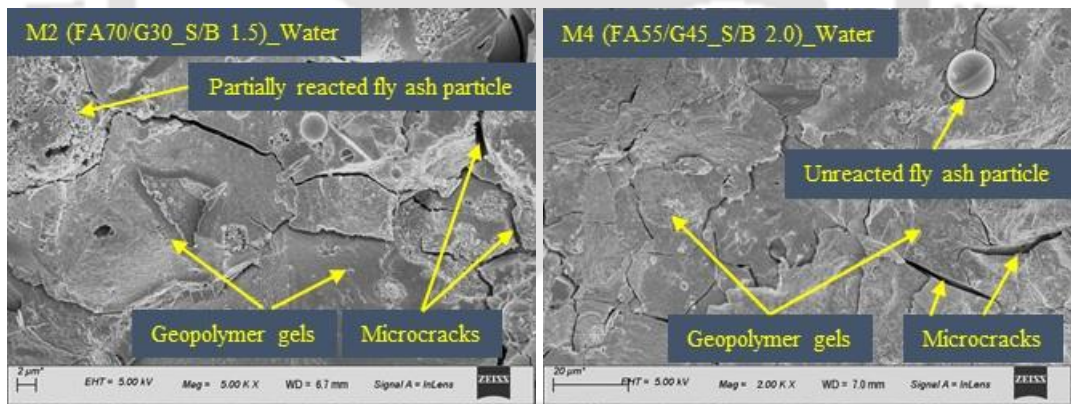 M2 (FA70/G30_S/B 1.5)_Water
Partially reacted fly ash particle
Geopolymer gels
Microcracks
2 µm*
EHT = 5.00 kV
Mag = 5.00 K X
WD = 6.7 mm
Signal A = InLens
ZEISS
M4 (FA55/G45_S/B 2.0)_Water
Unreacted fly ash particle
Geopolymer gels
Microcracks
20 µm*
EHT = 5.00 kV
Mag = 2.00 K X
WD = 7.0 mm
Signal A = InLens
ZEISS